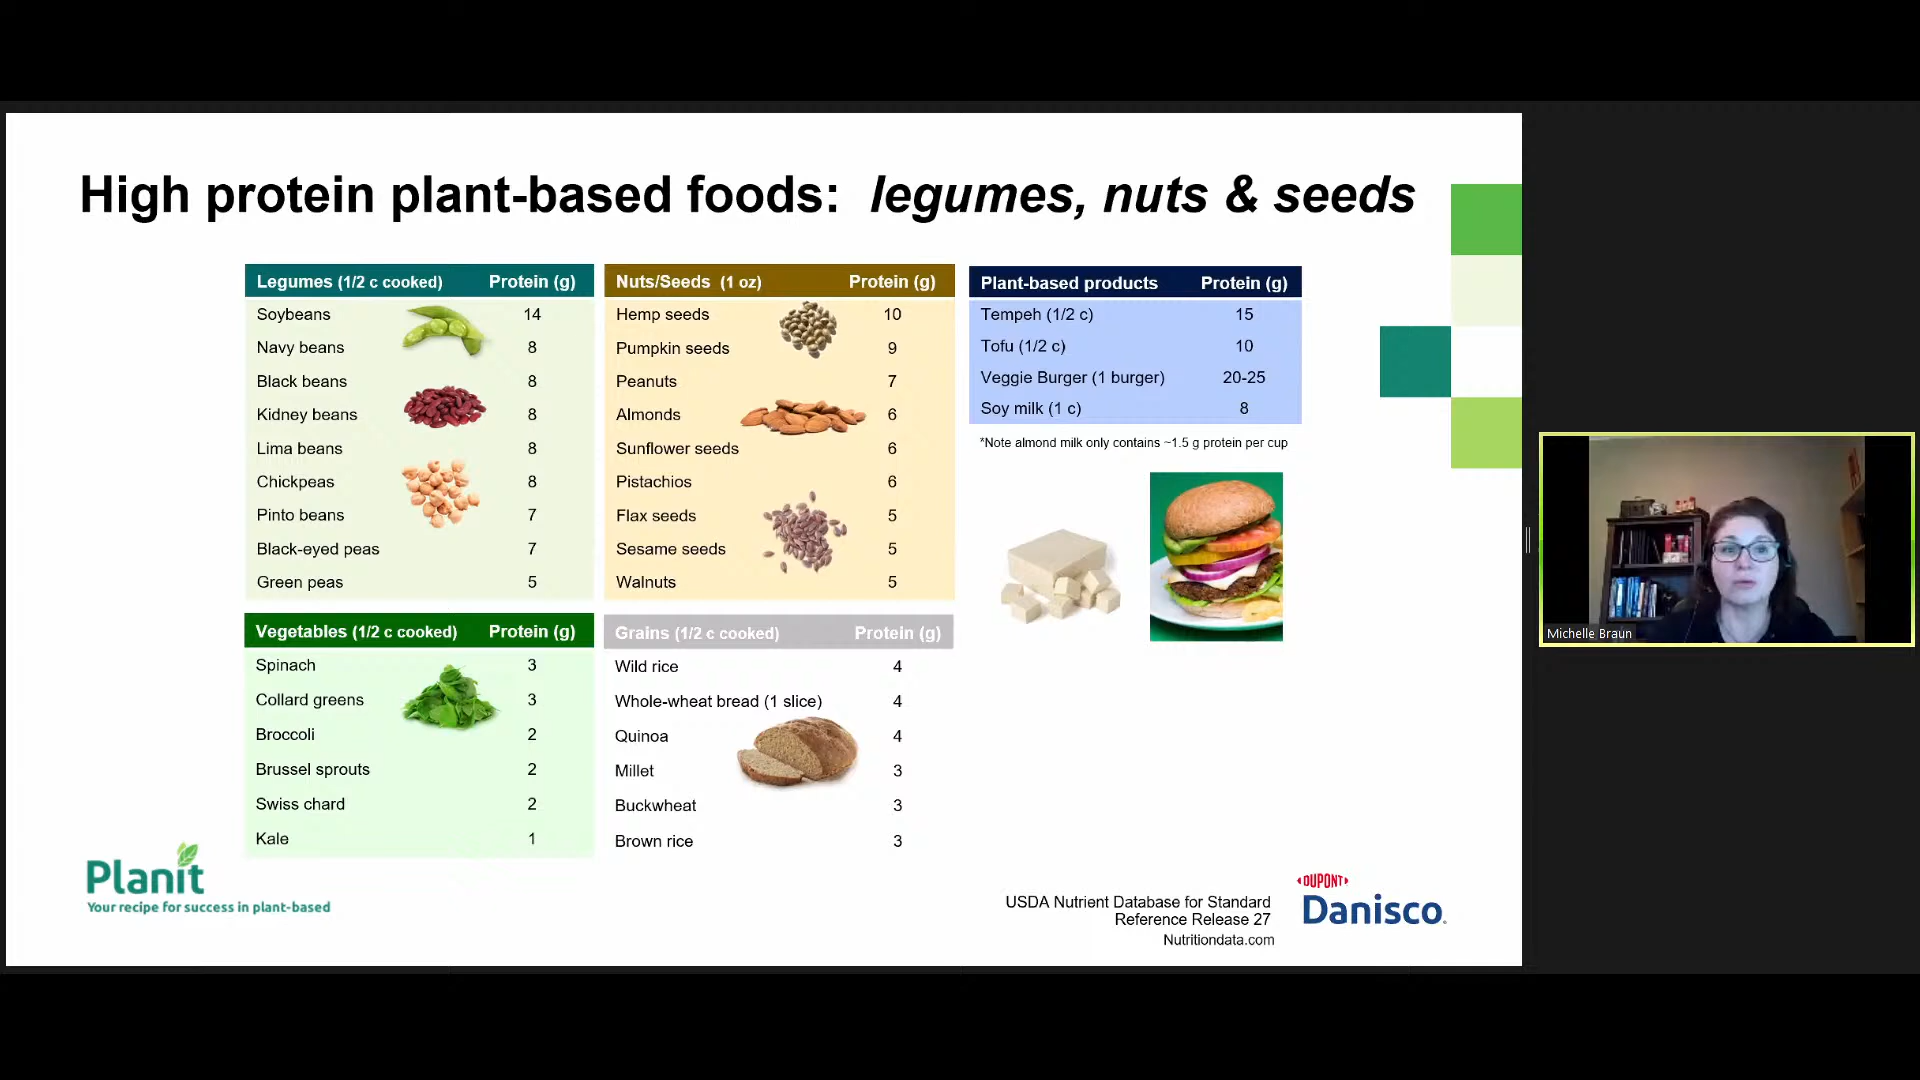 High protein plant-based foods: legumes, nuts & seeds
Legumes (1/2 c cooked) Protein (g)
Soybeans 14
Navy beans 8
Black beans 8
Kidney beans 8
Lima beans 8
Chickpeas 8
Pinto beans 7
Black-eyed peas 7
Green peas 5
Nuts/Seeds (1 oz) Protein (g)
Hemp seeds 10
Pumpkin seeds 9
Peanuts 7
Almonds 6
Sunflower seeds 6
Pistachios 6
Flax seeds 5
Sesame seeds 5
Walnuts 5
Plant-based products Protein (g)
Tempeh (1/2 c) 15
Tofu (1/2 c) 10
Veggie Burger (1 burger) 20-25
Soy milk (1 c) 8
*Note almond milk only contains ~1.5 g protein per cup
Vegetables (1/2 c cooked) Protein (g)
Spinach 3
Collard greens 3
Broccoli 2
Brussel sprouts 2
Swiss chard 2
Kale 1
Grains (1/2 c cooked) Protein (g)
Wild rice 4
Whole-wheat bread (1 slice) 4
Quinoa 4
Millet 3
Buckwheat 3
Brown rice 3
Michelle Braun
Planit
Your recipe for success in plant-based
USDA Nutrient Database for Standard
Reference Release 27
Nutritiondata.com
DUPONT
Danisco.